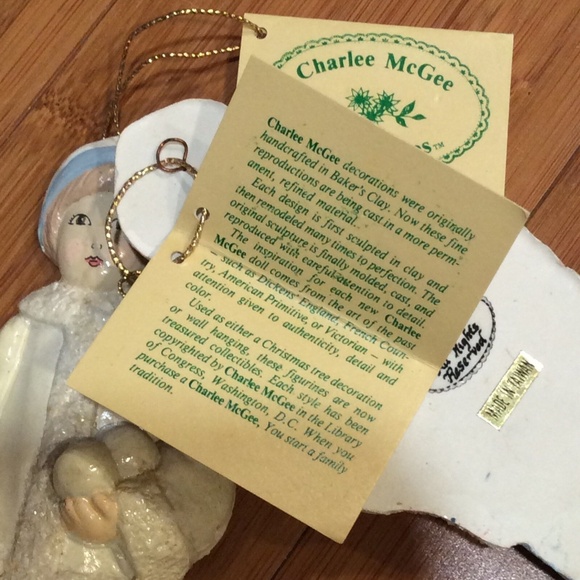 Charlee McGee
S™
Charlee McGee decorations were originally
handcrafted in Baker's Clay. Now these fine
reproductions are being cast in a more perm-
anent, refined material.
Each design is first sculpted in clay and
then remodeled many times to perfection. The
original sculpture is finally molded, cast, and
reproduced with careful attention to detail.
The inspiration for each new Charlee
McGee doll comes from the art of the past
— such as Dickens' England, French Coun-
try, American Primitive, or Victorian — with
attention given to authenticity, detail and
color.
Used as either a Christmas tree decoration
or wall hanging, these figurines are now
treasured collectibles. Each style has been
copyrighted by Charlee McGee in the Library
of Congress, Washington, D.C. When you
purchase a Charlee McGee, You start a family
tradition.
Rights
Reserved
MADE IN TAIWAN